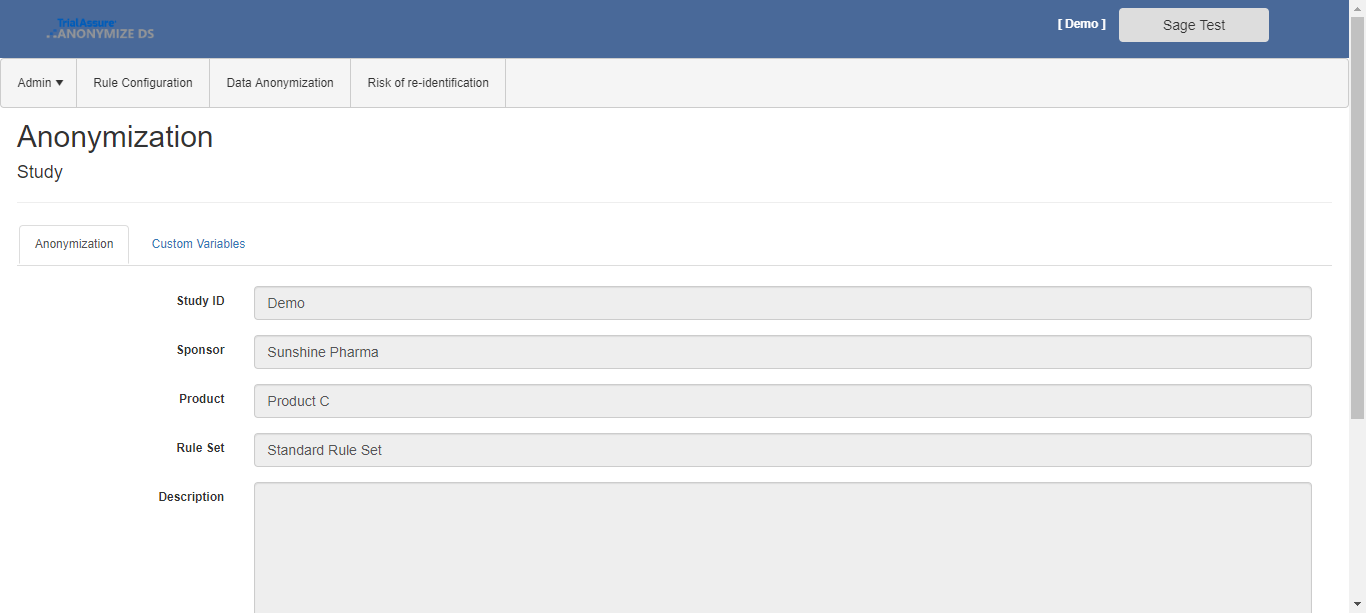 TrialAssure
ANONYMIZE DS
[ Demo ]
Sage Test
Admin ▾
Rule Configuration
Data Anonymization
Risk of re-identification
Anonymization
Study
Anonymization
Custom Variables
Study ID
Demo
Sponsor
Sunshine Pharma
Product
Product C
Rule Set
Standard Rule Set
Description